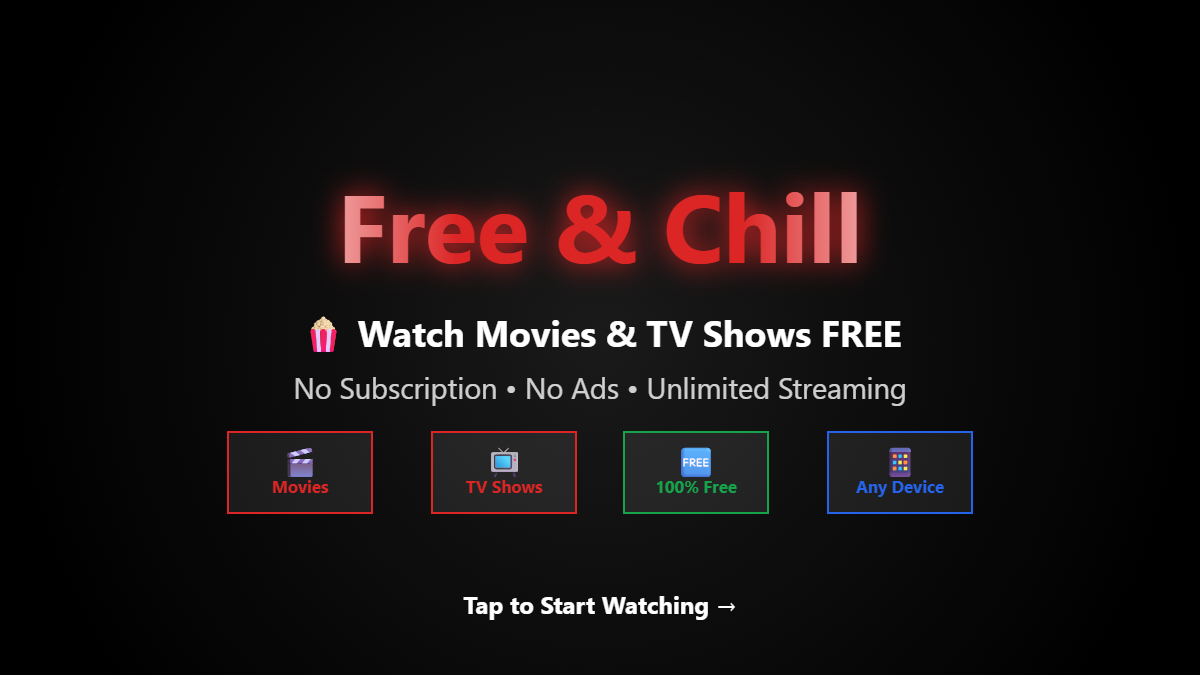 Free & Chill
Watch Movies & TV Shows FREE
No Subscription • No Ads • Unlimited Streaming
Movies
TV Shows
FREE
100% Free
Any Device
Tap to Start Watching →